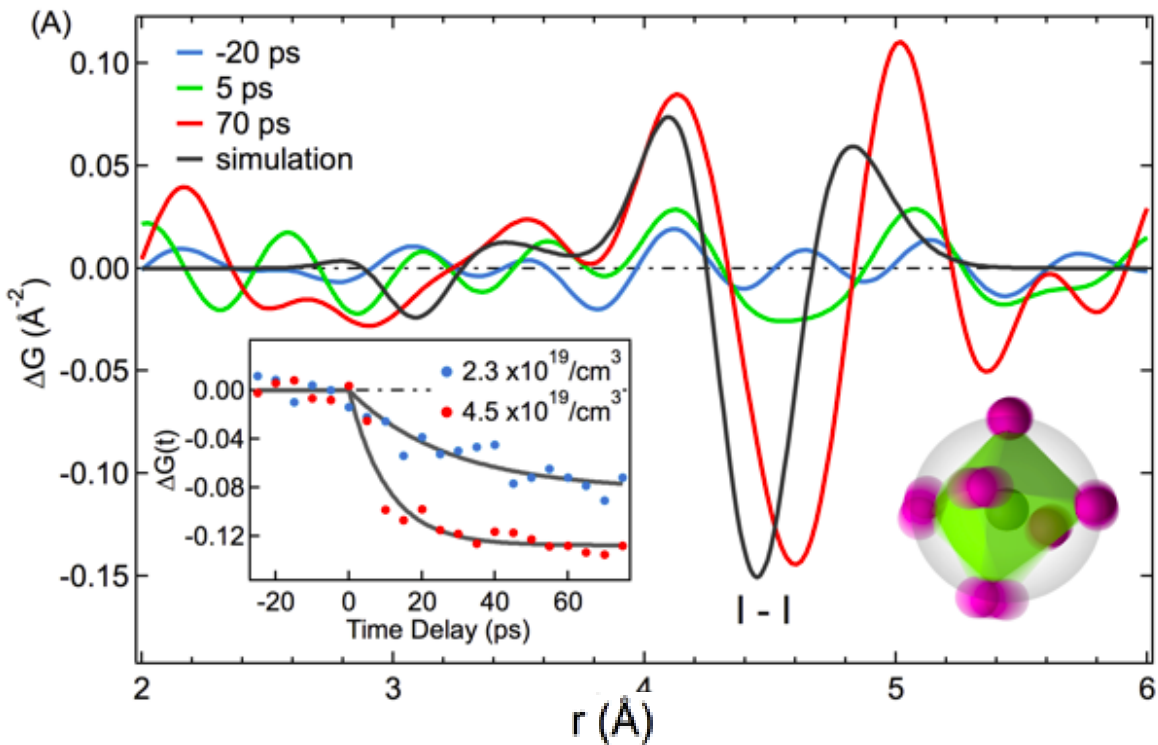 (A)
-20 ps
5 ps
70 ps
simulation
0.10
0.05
0.00
-0.05
-0.10
-0.15
ΔG (Å⁻²)
2.3 x10¹⁹/cm³
4.5 x10¹⁹/cm³
0.00
-0.04
-0.08
-0.12
ΔG(t)
-20 0 20 40 60
Time Delay (ps)
I - I
2 3 4 5 6
r (Å)